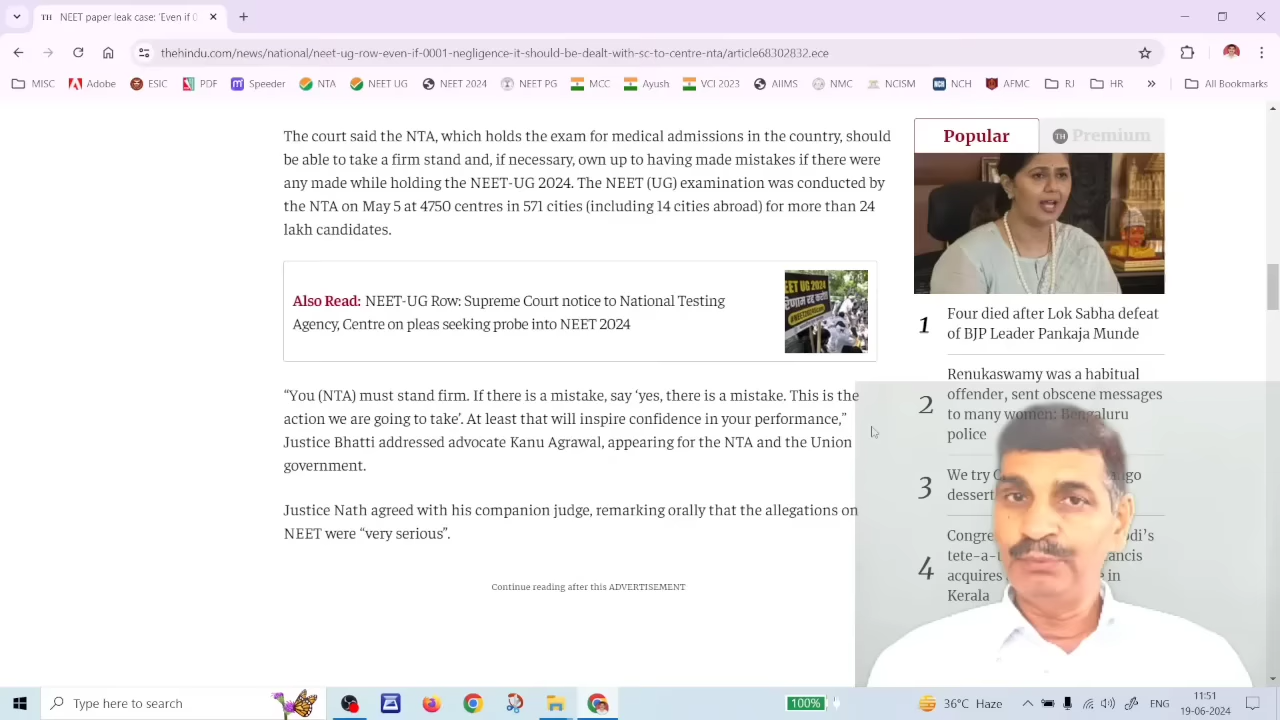 TH NEET UG row: 'Even if 0
thehindu.com/news/national/neet-ug-row-even-if-0001-negligence-it-should-be-dealt-with-sc-to-centre-nta/article68302832.ece
MISC Adobe ESIC PDF Speeder NTA NEET 2024 NEET PG MCC Ayush VCI 2023 AIIMS NMC NCISM NCH AFMC RJ HR » All Bookmarks
The court said the NTA, which holds the exam for medical admissions in the country, should
be able to take a firm stand and, if necessary, own up to having made mistakes if there were
any made while holding the NEET-UG 2024. The NEET (UG) examination was conducted by
the NTA on May 5 at 4750 centres in 571 cities (including 14 cities abroad) for more than 24
lakh candidates.
Also Read: NEET-UG Row: Supreme Court notice to National Testing
Agency, Centre on pleas seeking probe into NEET 2024
EET UG 2024
“You (NTA) must stand firm. If there is a mistake, say ‘yes, there is a mistake. This is the
action we are going to take’. At least that will inspire confidence in your performance,”
Justice Bhatti addressed advocate Kanu Agrawal, appearing for the NTA and the Union
government.
Justice Nath agreed with his companion judge, remarking orally that the allegations on
NEET were “very serious”.
Continue reading after this ADVERTISEMENT
Popular
TH Premium
1
Four died after Lok Sabha defeat
of BJP Leader Pankaja Munde
2
Renukaswamy was a habitual
offender, sent obscene messages
to many women: Bengaluru
police
3
We try
dessert
4
tete-a-
acquires in
Kerala
Type here to search
100%
36°C Haze
ENG
11:51
19-06-2024